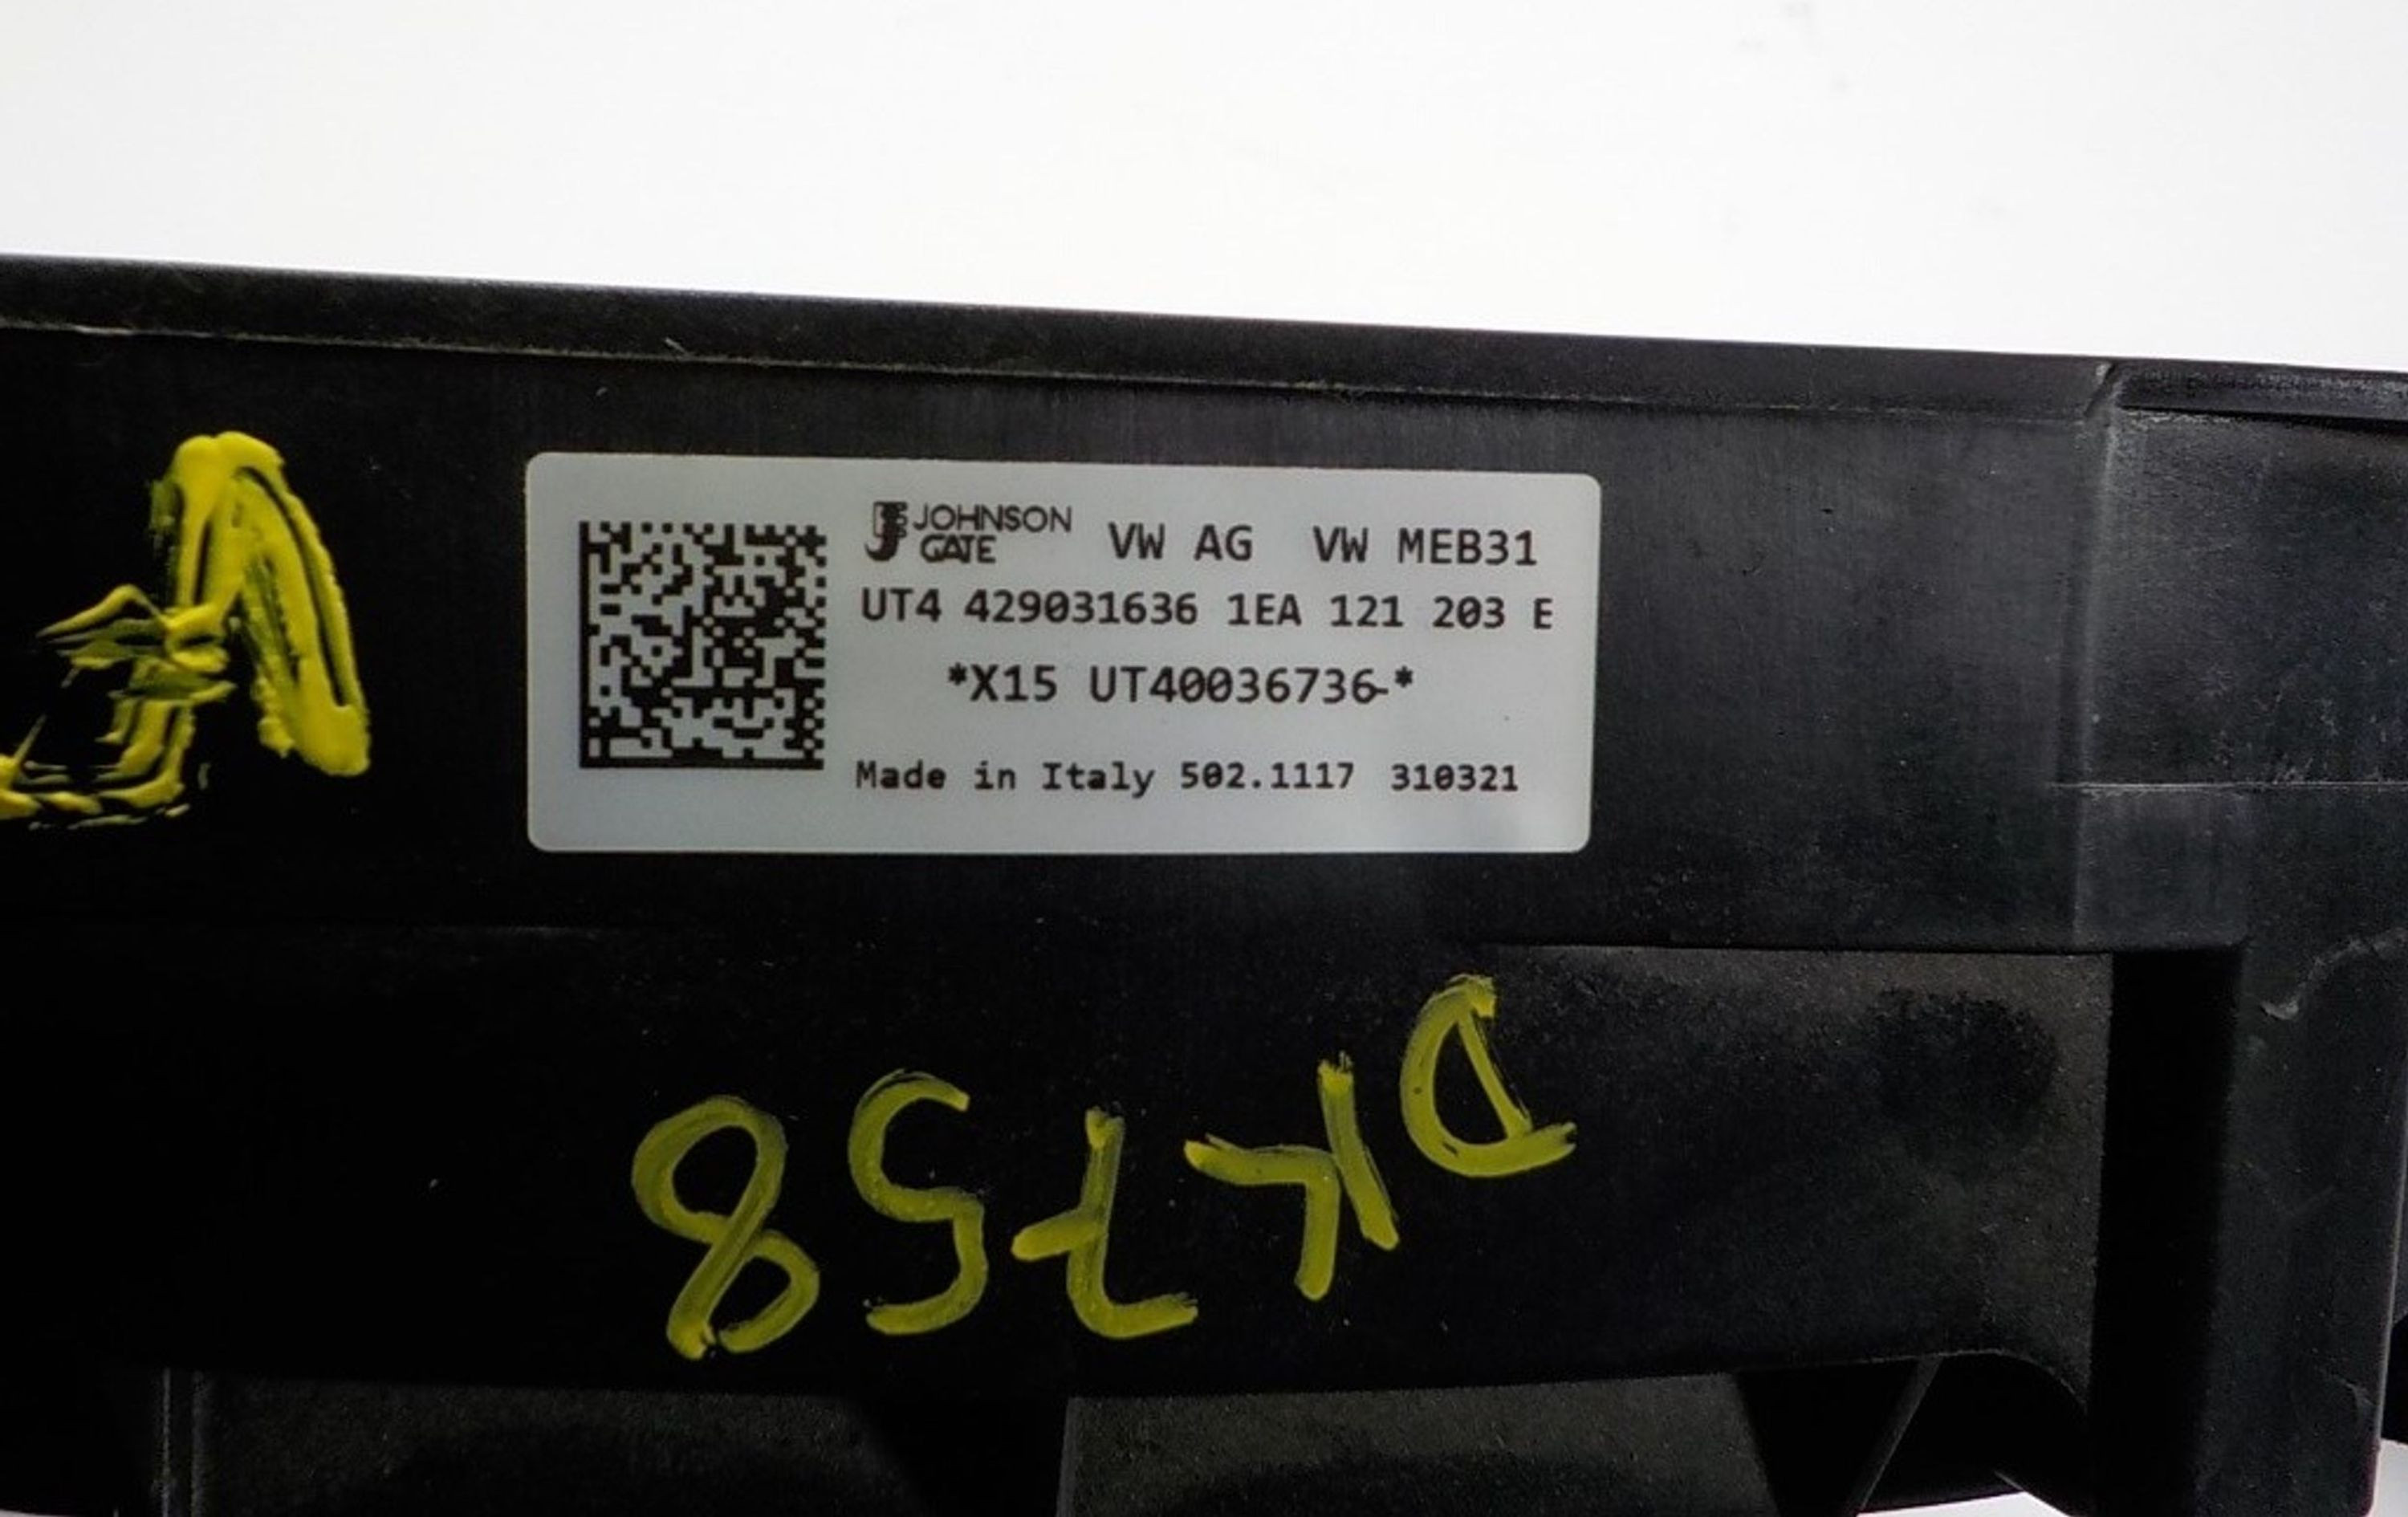 A
JOHNSON
GATE
VW AG VW MEB31
UT4 429031636 1EA 121 203 E
*X15 UT40036736-*
Made in Italy 502.1117 310321
DK758